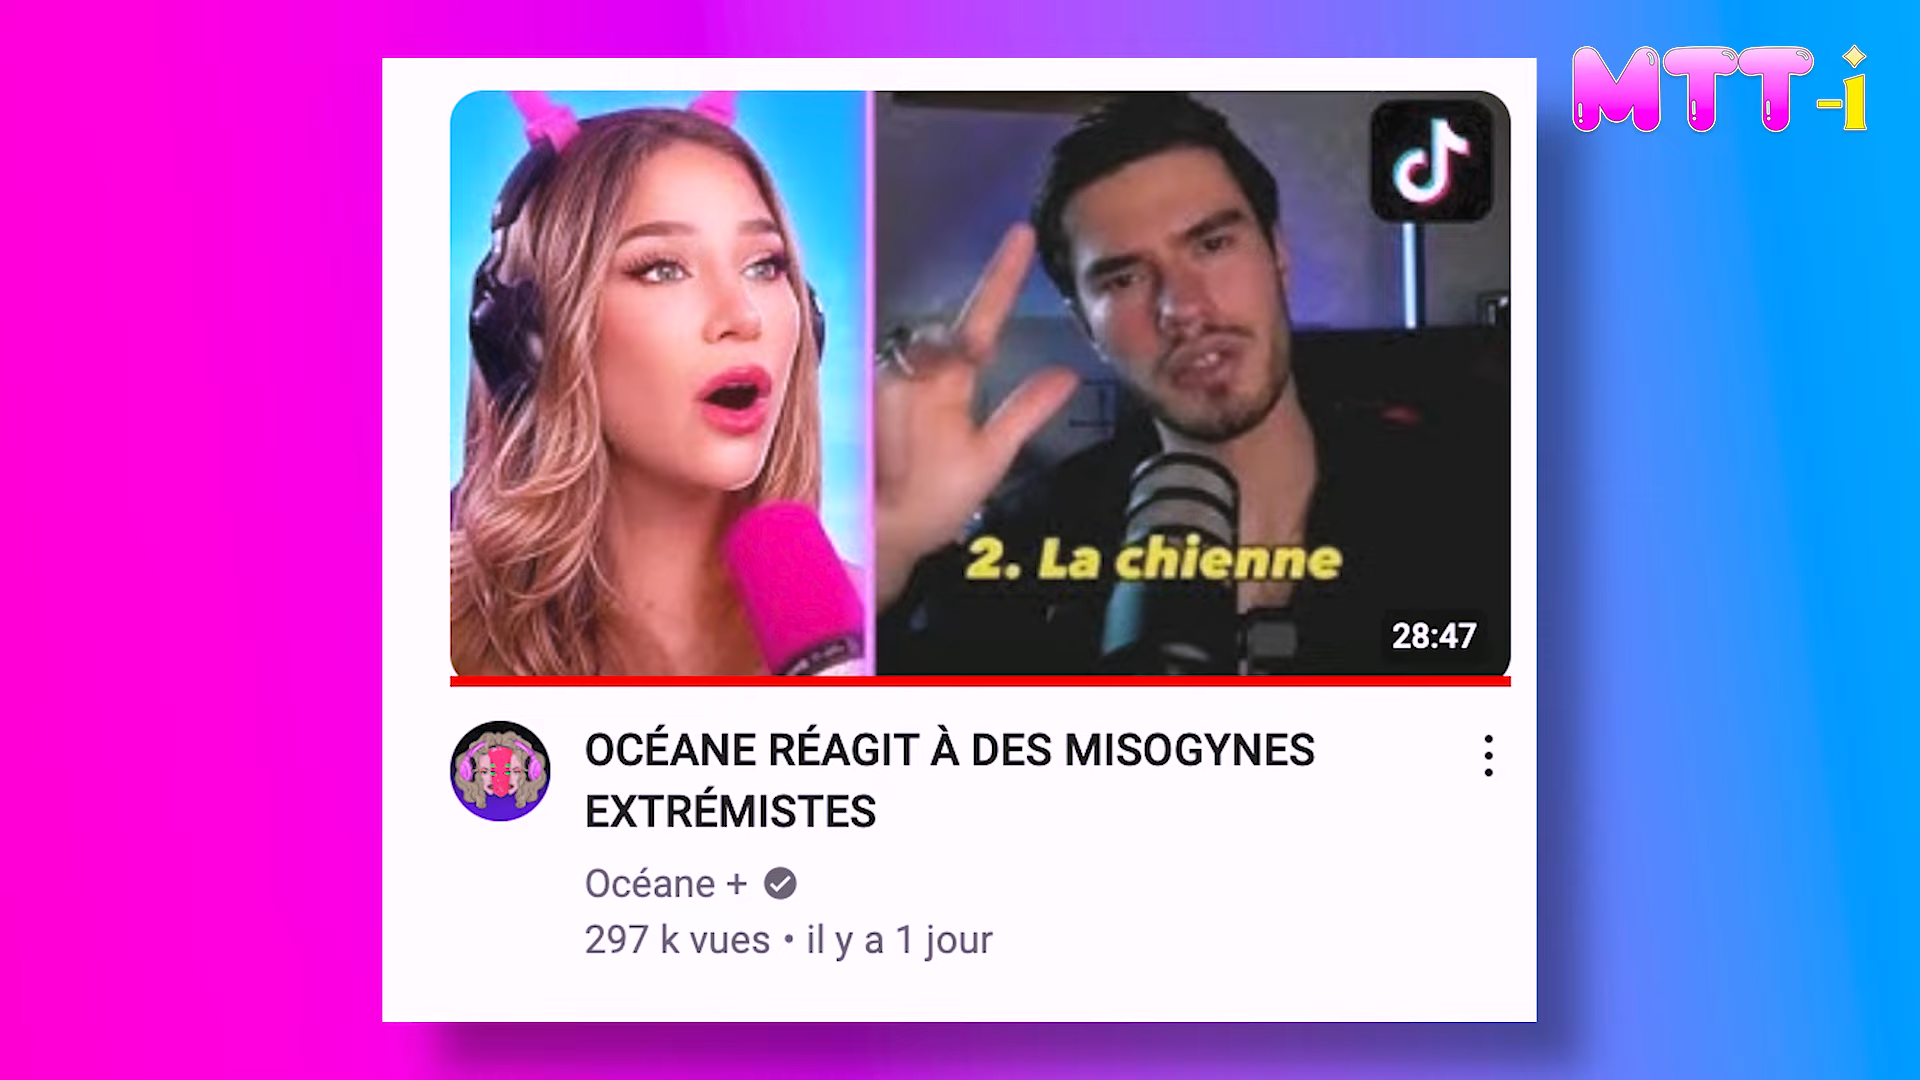 MTT-i
2. La chienne
28:47
OCÉANE RÉAGIT À DES MISOGYNES
EXTRÉMISTES
Océane +
297 k vues • il y a 1 jour